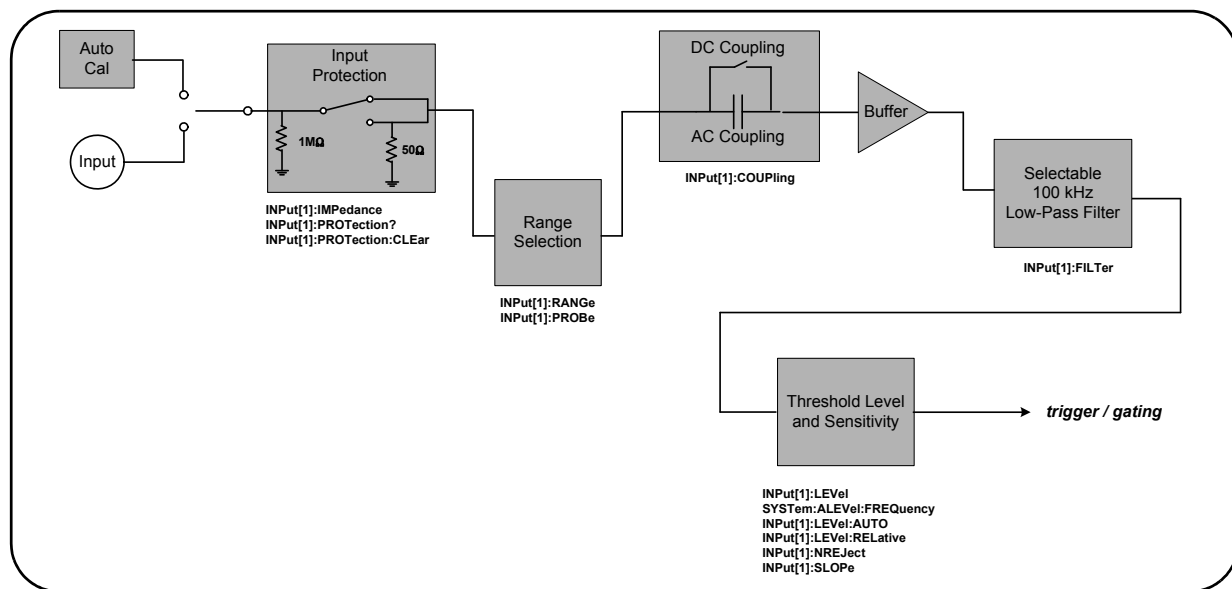 Auto
Cal
Input
Input
Protection
1MΩ
50Ω
INPut[1]:IMPedance
INPut[1]:PROTection?
INPut[1]:PROTection:CLEar
Range
Selection
INPut[1]:RANGe
INPut[1]:PROBe
DC Coupling
AC Coupling
INPut[1]:COUPling
Buffer
Selectable
100 kHz
Low-Pass Filter
INPut[1]:FILTer
Threshold Level
and Sensitivity
trigger / gating
INPut[1]:LEVel
SYSTem:ALEVel:FREQuency
INPut[1]:LEVel:AUTO
INPut[1]:LEVel:RELative
INPut[1]:NREJect
INPut[1]:SLOPe